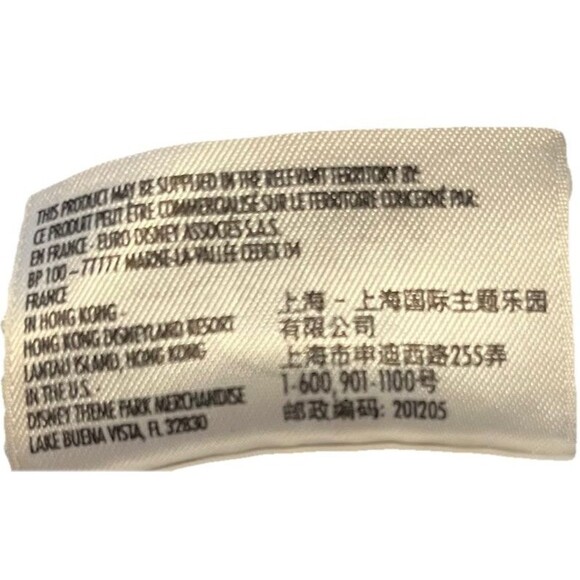 THIS PRODUCT MAY BE SUPPLIED IN THE RELEVANT TERRITORY BY:
CE PRODUIT PEUT ÊTRE COMMERCIALISÉ SUR LE TERRITOIRE CONCERNÉ PAR:
EN FRANCE - EURO DISNEY ASSOCIES S.A.S.
BP 100 – 77777 MARNE-LA-VALLÉE CEDEX 04
FRANCE
IN HONG KONG -
HONG KONG DISNEYLAND RESORT
LANTAU ISLAND, HONG KONG
IN THE U.S. -
DISNEY THEME PARK MERCHANDISE
LAKE BUENA VISTA, FL 32830
上海 - 上海国际主题乐园
有限公司
上海市申迪西路255弄
1-600, 901-1100号
邮政编码: 201205